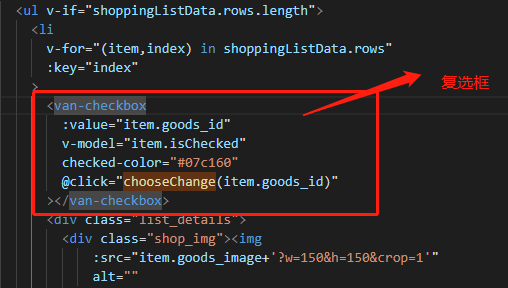 <ul v-if="shoppingListData.rows.length">
<li
v-for="(item,index) in shoppingListData.rows"
:key="index"
>
<van-checkbox
复选框
:value="item.goods_id"
v-model="item.isChecked"
checked-color="#07c160"
@click="chooseChange(item.goods_id)"
></van-checkbox>
<div class="list_details">
<div class="shop_img"><img
:src="item.goods_image+'?w=150&h=150&crop=1'"
alt=""